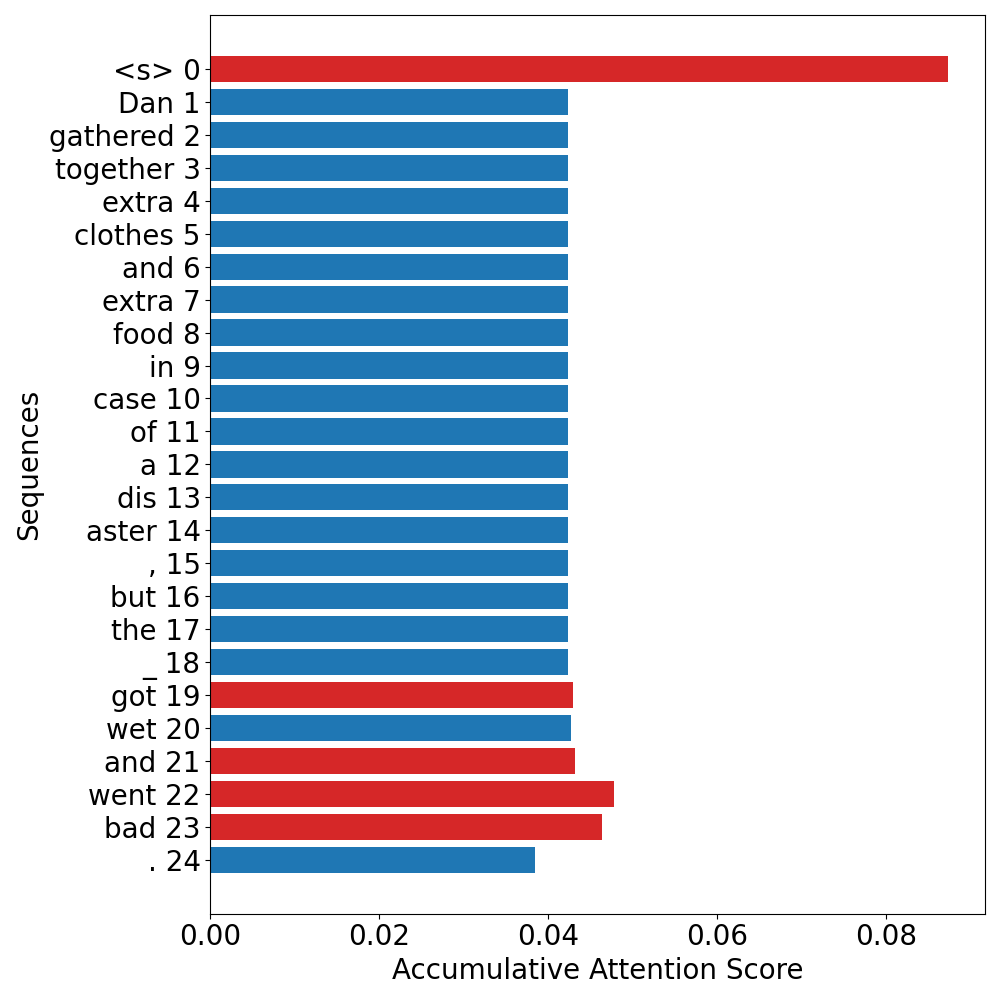 <s> 0
Dan 1
gathered 2
together 3
extra 4
clothes 5
and 6
extra 7
food 8
in 9
case 10
of 11
a 12
dis 13
aster 14
, 15
but 16
the 17
_ 18
got 19
wet 20
and 21
went 22
bad 23
. 24
Sequences
0.00 0.02 0.04 0.06 0.08
Accumulative Attention Score